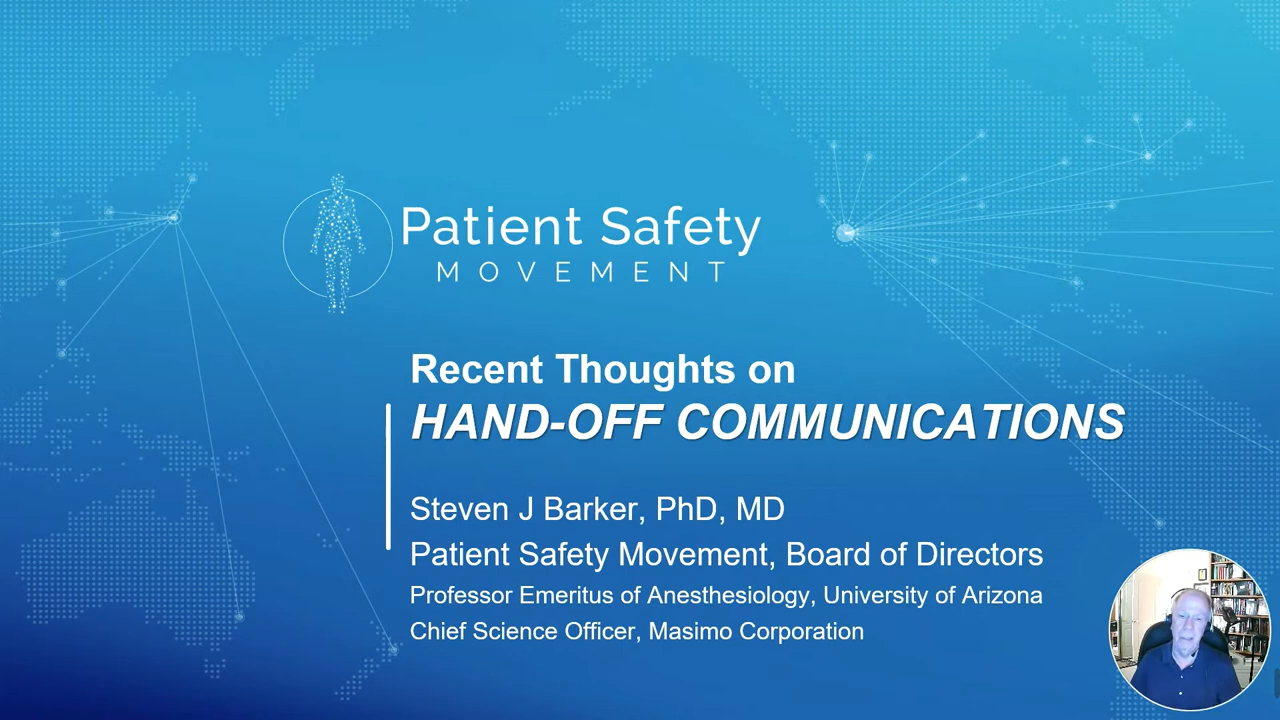 Patient Safety
MOVEMENT
Recent Thoughts on
HAND-OFF COMMUNICATIONS
Steven J Barker, PhD, MD
Patient Safety Movement, Board of Directors
Professor Emeritus of Anesthesiology, University of Arizona
Chief Science Officer, Masimo Corporation